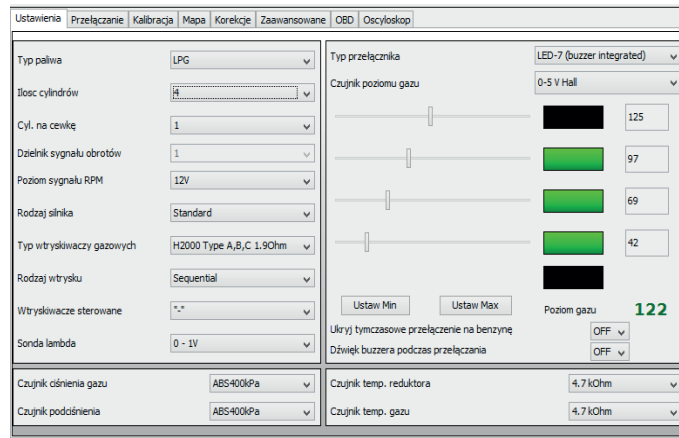 Ustawienia Przełączanie Kalibracja Mapa Korekcje Zaawansowane OBD Oscyloskop
Typ paliwa LPG
Ilosc cylindrów 4
Cyl. na cewkę 1
Dzielnik sygnału obrotów 1
Poziom sygnału RPM 12V
Rodzaj silnika Standard
Typ wtryskiwaczy gazowych H2000 Type A,B,C 1.9Ohm
Rodzaj wtrysku Sequential
Wtryskiwacze sterowane "-"
Sonda lambda 0 - 1V
Typ przełącznika LED-7 (buzzer integrated)
Czujnik poziomu gazu 0-5 V Hall
125
97
69
42
Ustaw Min Ustaw Max Poziom gazu 122
Ukryj tymczasowe przełączenie na benzynę OFF
Dźwięk buzzera podczas przełączania OFF
Czujnik ciśnienia gazu ABS400kPa
Czujnik podciśnienia ABS400kPa
Czujnik temp. reduktora 4.7 kOhm
Czujnik temp. gazu 4.7 kOhm